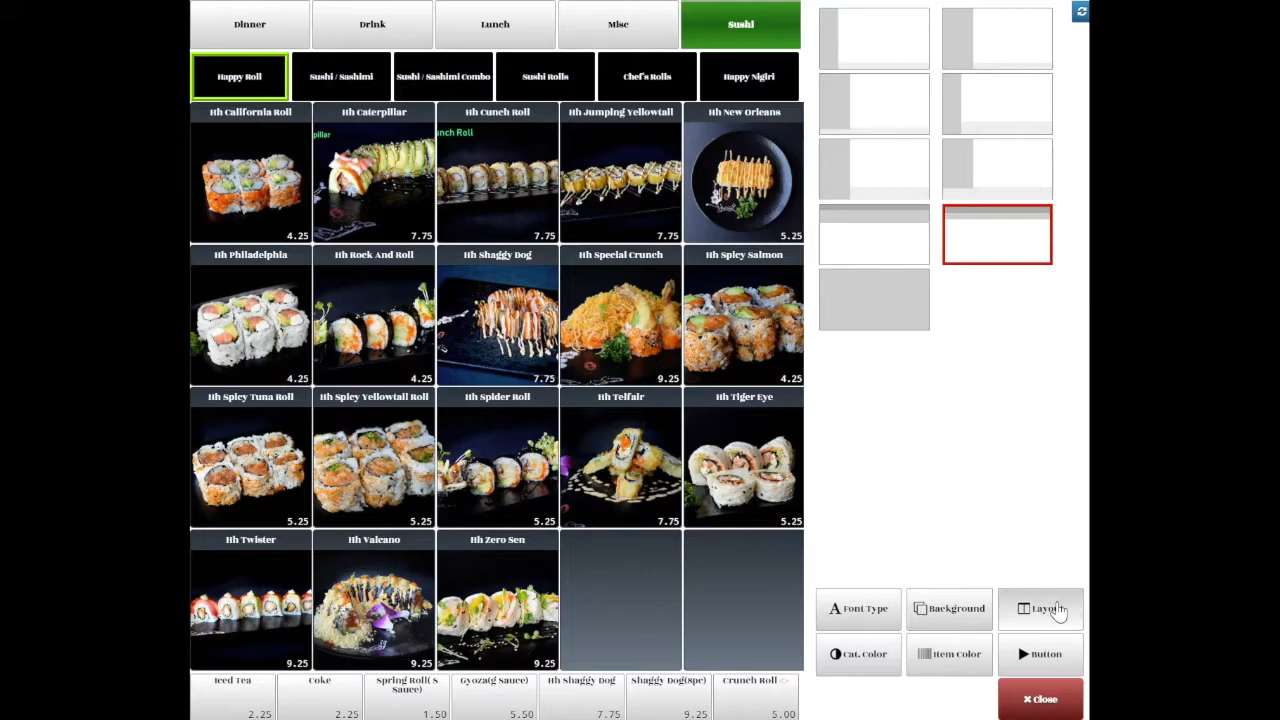 Dinner
Drink
Lunch
Misc
Sushi
Happy Roll
Sushi / Sashimi
Sushi / Sashimi Combo
Sushi Rolls
Chef's Rolls
Happy Nigiri
Hh California Roll
Hh Caterpillar
Hh Cunch Roll
Hh Jumping Yellowtail
Hh New Orleans
pillar
unch Roll
4.25
7.75
7.75
7.75
5.25
Hh Philadelphia
Hh Rock And Roll
Hh Shaggy Dog
Hh Special Crunch
Hh Spicy Salmon
4.25
4.25
7.75
9.25
4.25
Hh Spicy Tuna Roll
Hh Spicy Yellowtail Roll
Hh Spider Roll
Hh Telfair
Hh Tiger Eye
5.25
5.25
5.25
7.75
5.25
Hh Twister
Hh Valcano
Hh Zero Sen
9.25
9.25
9.25
Iced Tea
2.25
Coke
2.25
Spring Roll( S
Sauce)
1.50
Gyoza(g Sauce)
5.50
Hh Shaggy Dog
7.75
Shaggy Dog(8pc)
9.25
Crunch Roll
5.00
Font Type
Background
Cat. Color
Item Color
Button
Close